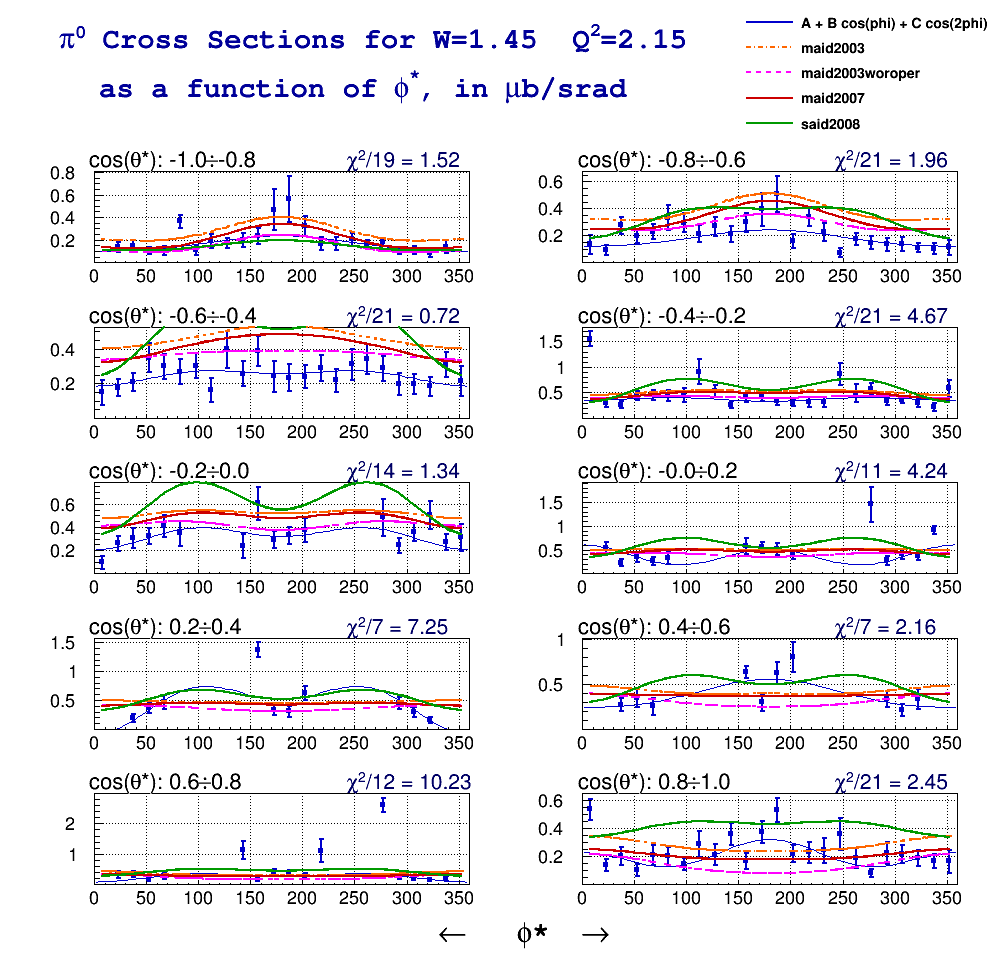 π⁰ Cross Sections for W=1.45 Q²=2.15
as a function of ϕ*, in μb/srad
A + B cos(phi) + C cos(2phi)
maid2003
maid2003woroper
maid2007
said2008
cos(θ*): -1.0÷-0.8 χ²/19 = 1.52
0.8
0.6
0.4
0.2
0 50 100 150 200 250 300 350
cos(θ*): -0.8÷-0.6 χ²/21 = 1.96
0.6
0.4
0.2
0 50 100 150 200 250 300 350
cos(θ*): -0.6÷-0.4 χ²/21 = 0.72
0.4
0.2
0 50 100 150 200 250 300 350
cos(θ*): -0.4÷-0.2 χ²/21 = 4.67
1.5
1
0.5
0 50 100 150 200 250 300 350
cos(θ*): -0.2÷0.0 χ²/14 = 1.34
0.6
0.4
0.2
0 50 100 150 200 250 300 350
cos(θ*): -0.0÷0.2 χ²/11 = 4.24
1.5
1
0.5
0 50 100 150 200 250 300 350
cos(θ*): 0.2÷0.4 χ²/7 = 7.25
1.5
1
0.5
0 50 100 150 200 250 300 350
cos(θ*): 0.4÷0.6 χ²/7 = 2.16
1
0.5
0 50 100 150 200 250 300 350
cos(θ*): 0.6÷0.8 χ²/12 = 10.23
2
1
0 50 100 150 200 250 300 350
cos(θ*): 0.8÷1.0 χ²/21 = 2.45
0.6
0.4
0.2
0 50 100 150 200 250 300 350
← ϕ* →